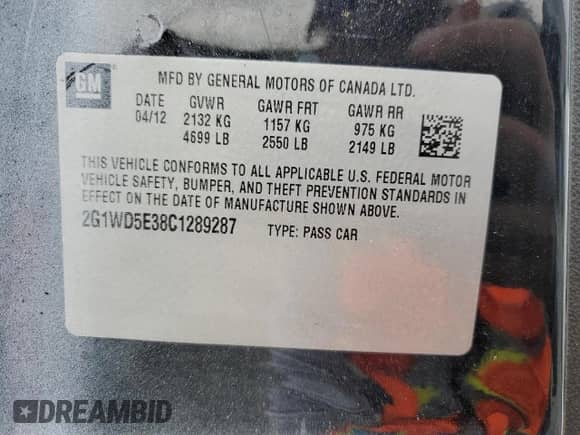 GM
MFD BY GENERAL MOTORS OF CANADA LTD.
DATE GVWR GAWR FRT GAWR RR
04/12 2132 KG 1157 KG 975 KG
4699 LB 2550 LB 2149 LB
THIS VEHICLE CONFORMS TO ALL APPLICABLE U.S. FEDERAL MOTOR
VEHICLE SAFETY, BUMPER, AND THEFT PREVENTION STANDARDS IN
EFFECT ON THE DATE OF MANUFACTURE SHOWN ABOVE.
2G1WD5E38C1289287 TYPE: PASS CAR
DREAMBID